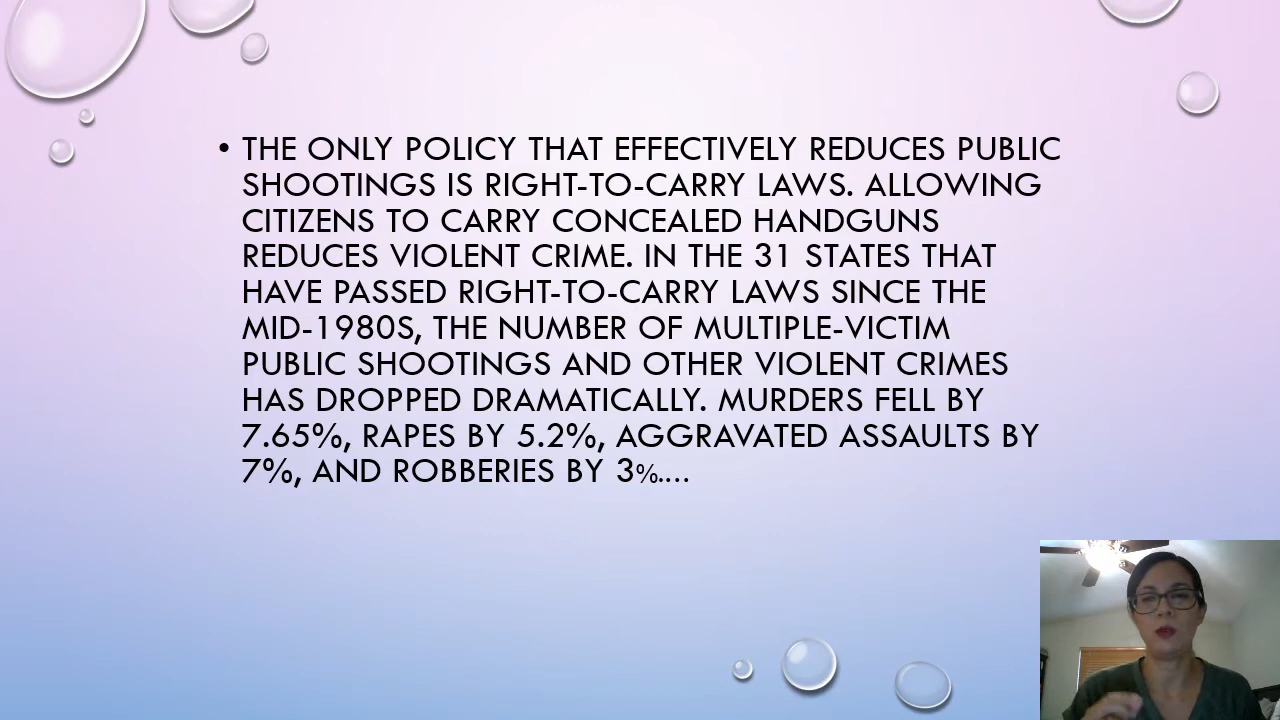 • THE ONLY POLICY THAT EFFECTIVELY REDUCES PUBLIC
SHOOTINGS IS RIGHT-TO-CARRY LAWS. ALLOWING
CITIZENS TO CARRY CONCEALED HANDGUNS
REDUCES VIOLENT CRIME. IN THE 31 STATES THAT
HAVE PASSED RIGHT-TO-CARRY LAWS SINCE THE
MID-1980S, THE NUMBER OF MULTIPLE-VICTIM
PUBLIC SHOOTINGS AND OTHER VIOLENT CRIMES
HAS DROPPED DRAMATICALLY. MURDERS FELL BY
7.65%, RAPES BY 5.2%, AGGRAVATED ASSAULTS BY
7%, AND ROBBERIES BY 3%....